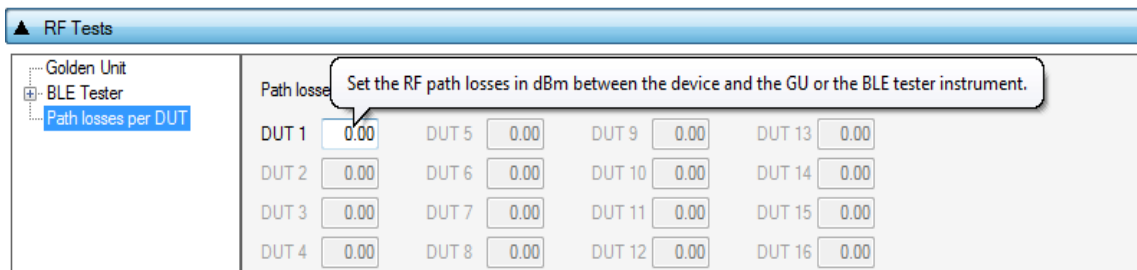 RF Tests
Golden Unit
BLE Tester
Path losses per DUT
Path losse
Set the RF path losses in dBm between the device and the GU or the BLE tester instrument.
DUT 1 0.00 DUT 5 0.00 DUT 9 0.00 DUT 13 0.00
DUT 2 0.00 DUT 6 0.00 DUT 10 0.00 DUT 14 0.00
DUT 3 0.00 DUT 7 0.00 DUT 11 0.00 DUT 15 0.00
DUT 4 0.00 DUT 8 0.00 DUT 12 0.00 DUT 16 0.00